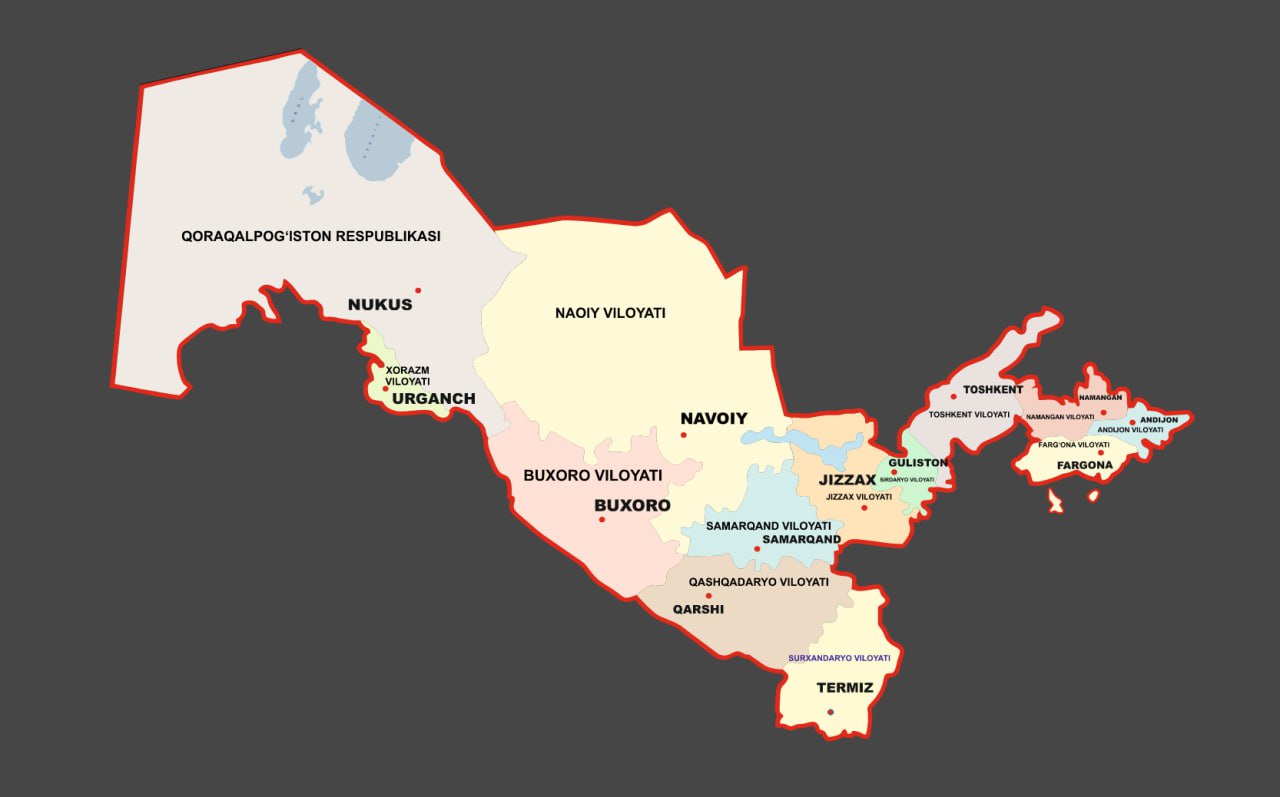 QORAQALPOG‘ISTON RESPUBLIKASI
NUKUS
NAOIY VILOYATI
XORAZM
VILOYATI
URGANCH
NAVOIY
TOSHKENT
TOSHKENT VILOYATI
NAMANGAN
NAMANGAN VILOYATI
ANDIJON
ANDIJON VILOYATI
FARG‘ONA VILOYATI
FARGONA
GULISTON
SIRDARYO VILOYATI
JIZZAX
JIZZAX VILOYATI
BUXORO VILOYATI
BUXORO
SAMARQAND VILOYATI
SAMARQAND
QASHQADARYO VILOYATI
QARSHI
SURXANDARYO VILOYATI
TERMIZ